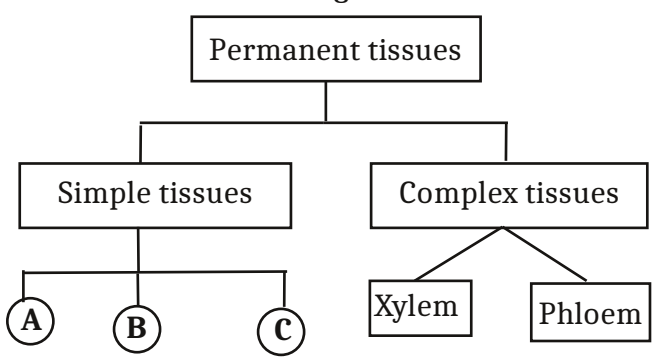 Permanent tissues
Simple tissues
Complex tissues
Xylem
Phloem
A
B
C